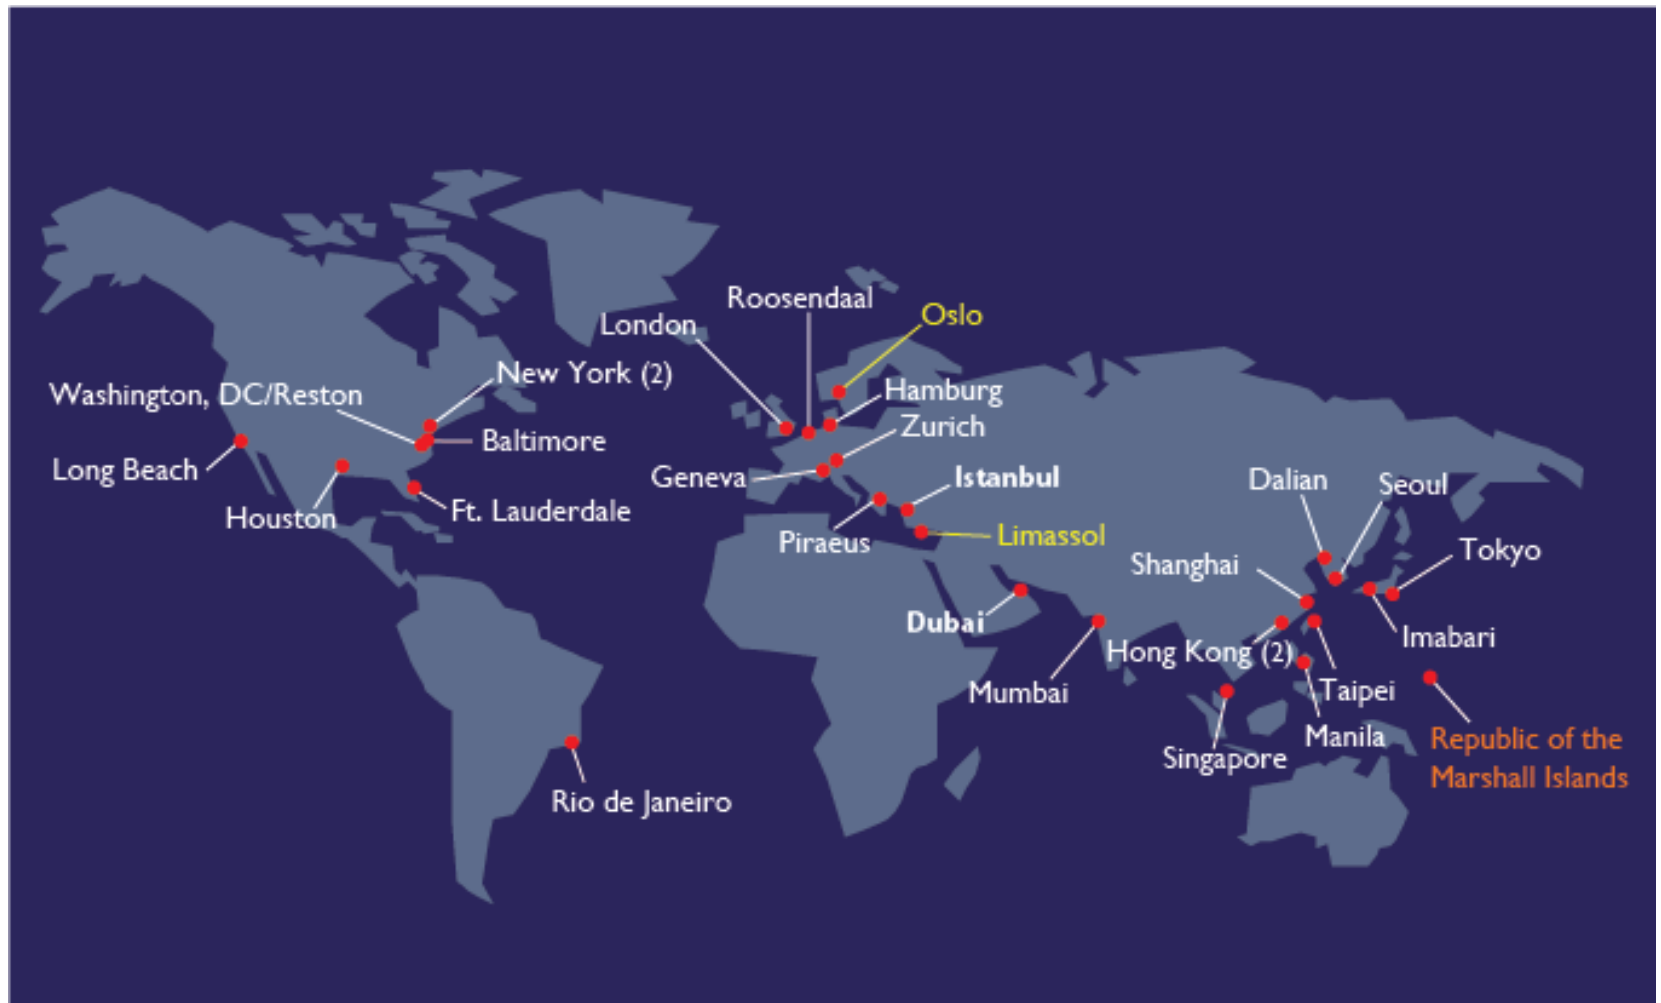 Roosendaal
Oslo
London
New York (2)
Hamburg
Washington, DC/Reston
Zurich
Baltimore
Long Beach
Geneva
Istanbul
Dalian
Seoul
Houston
Ft. Lauderdale
Piraeus
Limassol
Tokyo
Shanghai
Dubai
Imabari
Hong Kong (2)
Mumbai
Taipei
Manila
Republic of the
Marshall Islands
Singapore
Rio de Janeiro